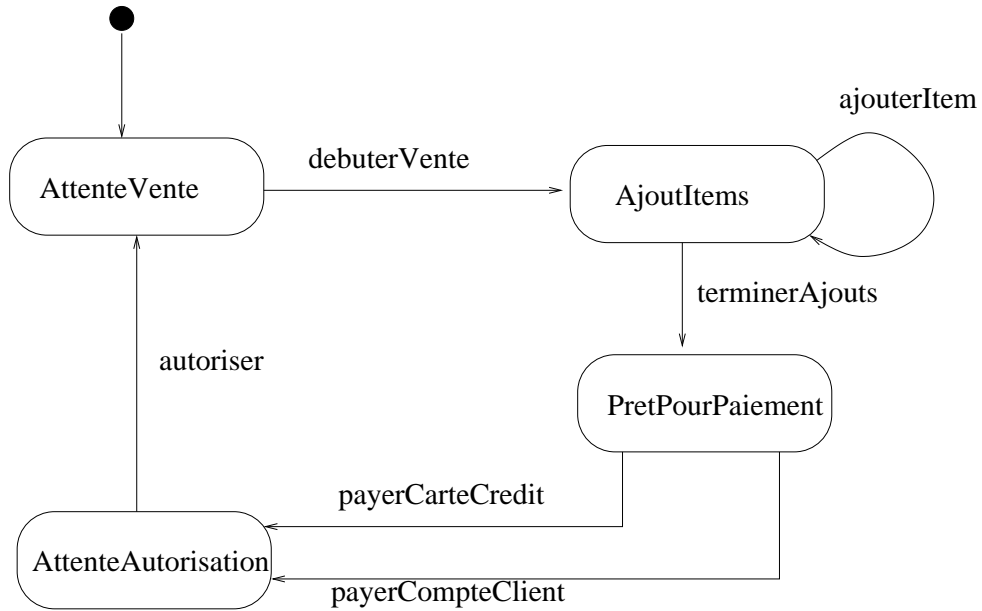 ajouterItem
debuterVente
AttenteVente
AjoutItems
terminerAjouts
autoriser
PretPourPaiement
payerCarteCredit
AttenteAutorisation
payerCompteClient